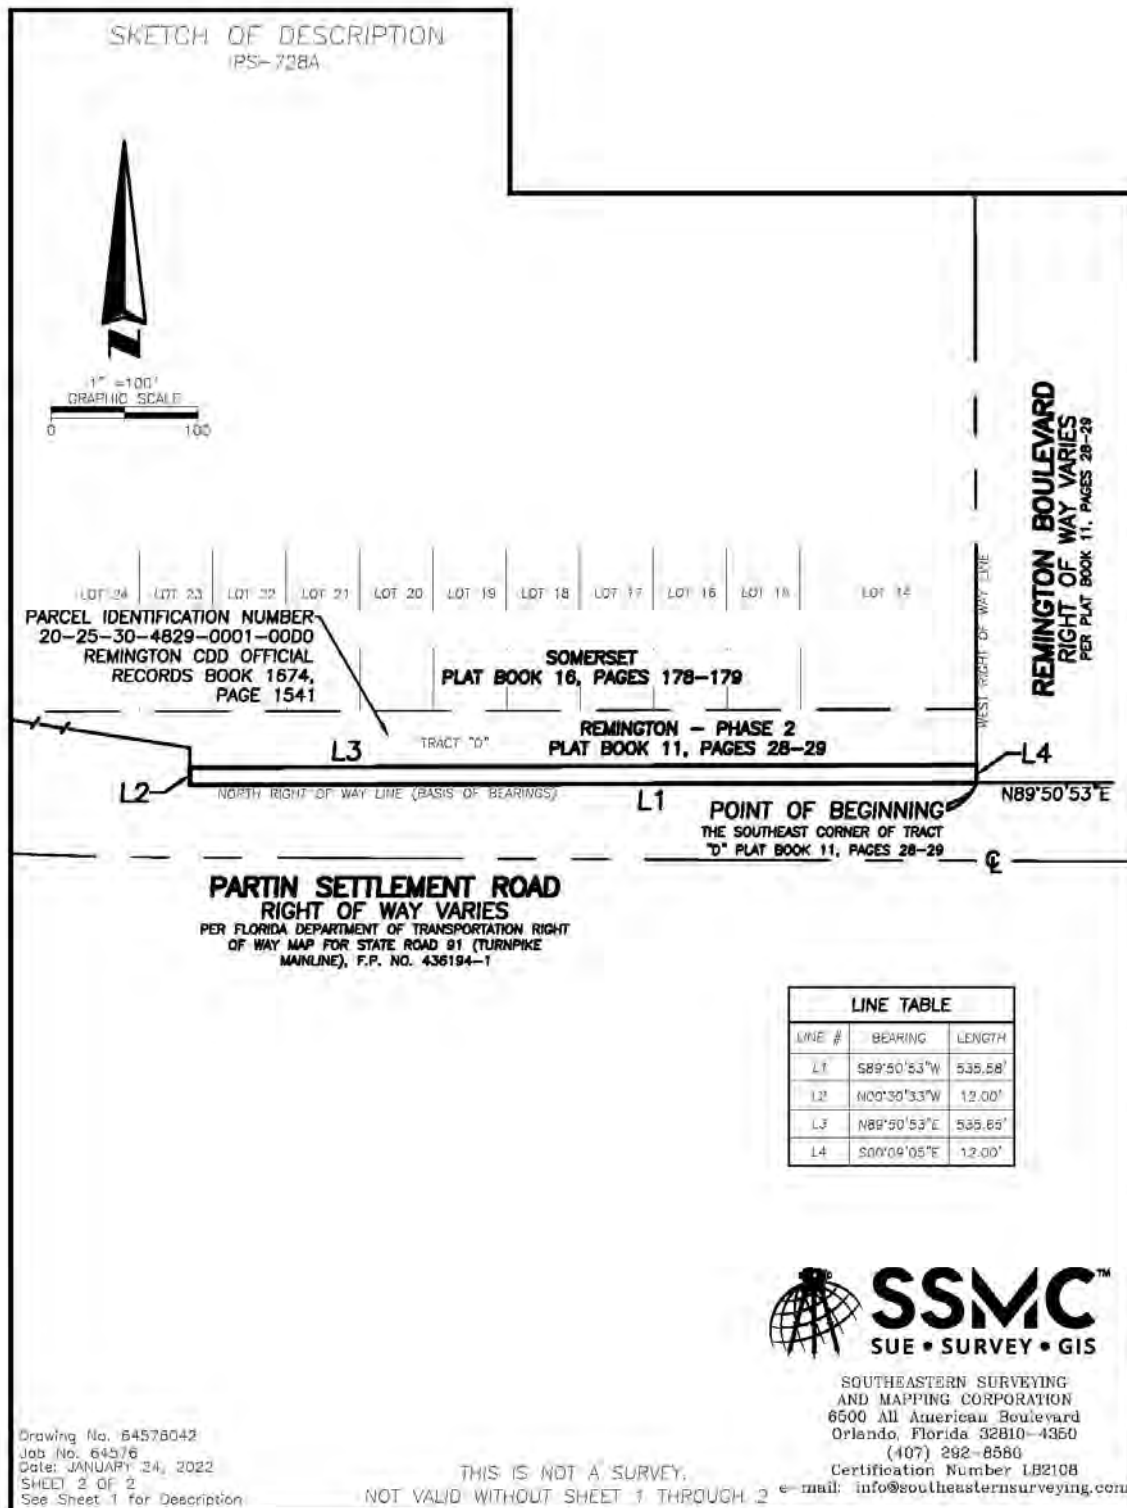 SKETCH OF DESCRIPTION
IPS-728A
N
1" =100'
GRAPHIC SCALE
0 100
REMINGTON BOULEVARD
RIGHT OF WAY VARIES
PER PLAT BOOK 11, PAGES 28-29
WEST RIGHT OF WAY LINE
LOT 24 LOT 23 LOT 22 LOT 21 LOT 20 LOT 19 LOT 18 LOT 17 LOT 16 LOT 15 LOT 14
PARCEL IDENTIFICATION NUMBER
20-25-30-4829-0001-00D0
REMINGTON CDD OFFICIAL
RECORDS BOOK 1674,
PAGE 1541
SOMERSET
PLAT BOOK 16, PAGES 178-179
REMINGTON - PHASE 2
PLAT BOOK 11, PAGES 28-29
TRACT "D"
L3
L4
L2
NORTH RIGHT OF WAY LINE (BASIS OF BEARINGS)
L1
N89°50'53"E
POINT OF BEGINNING
THE SOUTHEAST CORNER OF TRACT
"D" PLAT BOOK 11, PAGES 28-29
℄
PARTIN SETTLEMENT ROAD
RIGHT OF WAY VARIES
PER FLORIDA DEPARTMENT OF TRANSPORTATION RIGHT
OF WAY MAP FOR STATE ROAD 91 (TURNPIKE
MAINLINE), F.P. NO. 436194-1
LINE TABLE
LINE # BEARING LENGTH
L1 S89°50'53"W 535.58'
L2 N00°30'33"W 12.00'
L3 N89°50'53"E 535.65'
L4 S00°09'05"E 12.00'
SSMC™
SUE • SURVEY • GIS
SOUTHEASTERN SURVEYING
AND MAPPING CORPORATION
6500 All American Boulevard
Orlando, Florida 32810-4350
(407) 292-8580
Certification Number LB2108
e-mail: info@southeasternsurveying.com
Drawing No. 64576042
Job No. 64576
Date: JANUARY 24, 2022
SHEET 2 OF 2
See Sheet 1 for Description
THIS IS NOT A SURVEY.
NOT VALID WITHOUT SHEET 1 THROUGH 2